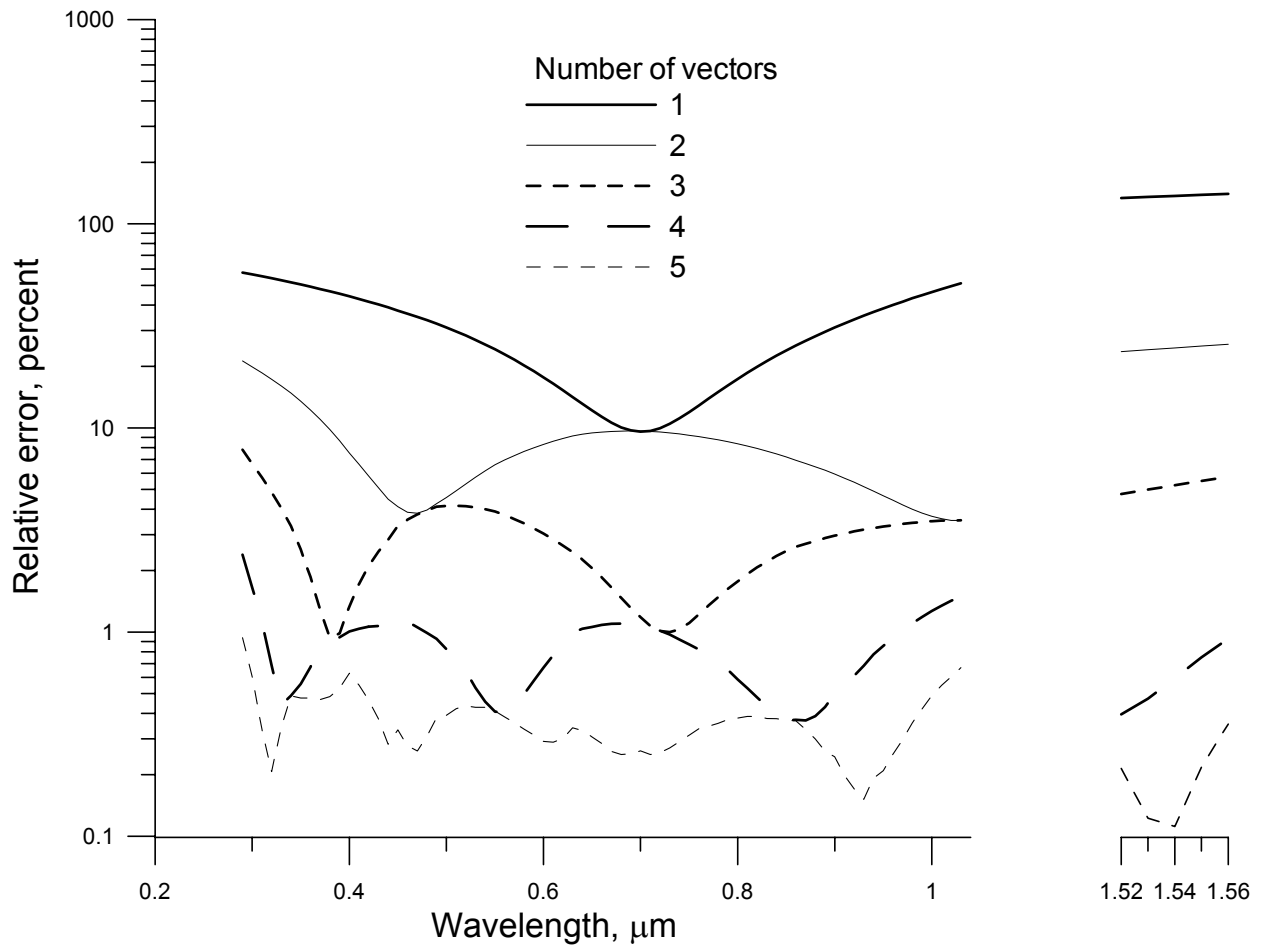 1000
Number of vectors
1
2
3
4
5
100
10
1
0.1
Relative error, percent
0.2 0.4 0.6 0.8 1 1.52 1.54 1.56
Wavelength, μm